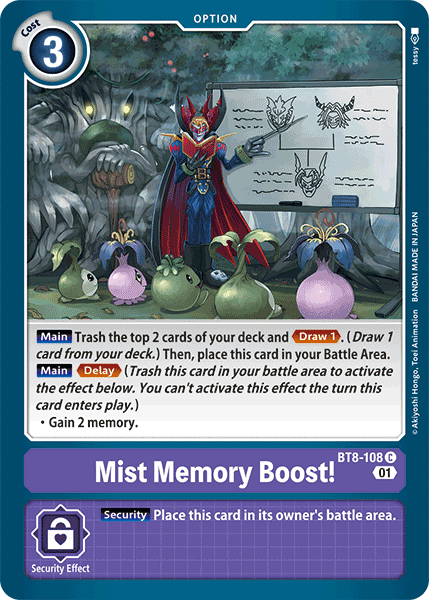 Cost
3
OPTION
tessy
Main Trash the top 2 cards of your deck and Draw 1. (Draw 1
card from your deck.) Then, place this card in your Battle Area.
Main Delay (Trash this card in your battle area to activate
the effect below. You can't activate this effect the turn this
card enters play.)
・Gain 2 memory.
© Akiyoshi Hongo, Toei Animation BANDAI MADE IN JAPAN
BT8-108 C
Mist Memory Boost!
01
Security Place this card in its owner's battle area.
Security Effect